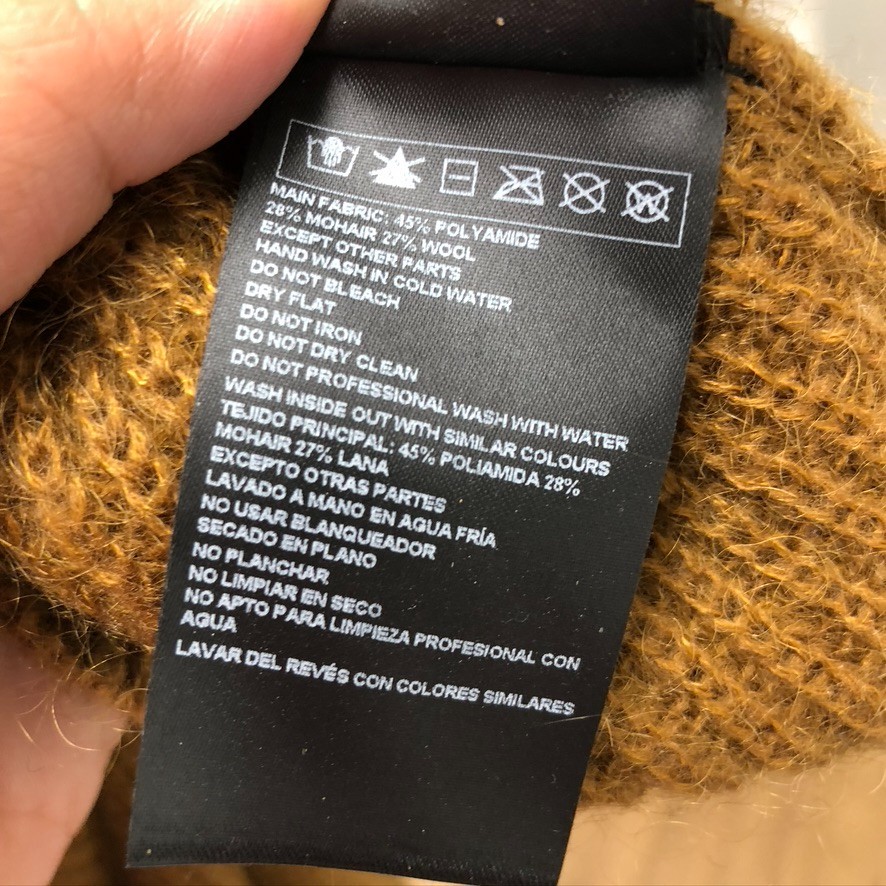 MAIN FABRIC: 45% POLYAMIDE
28% MOHAIR 27% WOOL
EXCEPT OTHER PARTS
HAND WASH IN COLD WATER
DO NOT BLEACH
DRY FLAT
DO NOT IRON
DO NOT DRY CLEAN
DO NOT PROFESSIONAL WASH WITH WATER
WASH INSIDE OUT WITH SIMILAR COLOURS
TEJIDO PRINCIPAL: 45% POLIAMIDA 28%
MOHAIR 27% LANA
EXCEPTO OTRAS PARTES
LAVADO A MANO EN AGUA FRÍA
NO USAR BLANQUEADOR
SECADO EN PLANO
NO PLANCHAR
NO LIMPIAR EN SECO
NO APTO PARA LIMPIEZA PROFESIONAL CON
AGUA
LAVAR DEL REVÉS CON COLORES SIMILARES